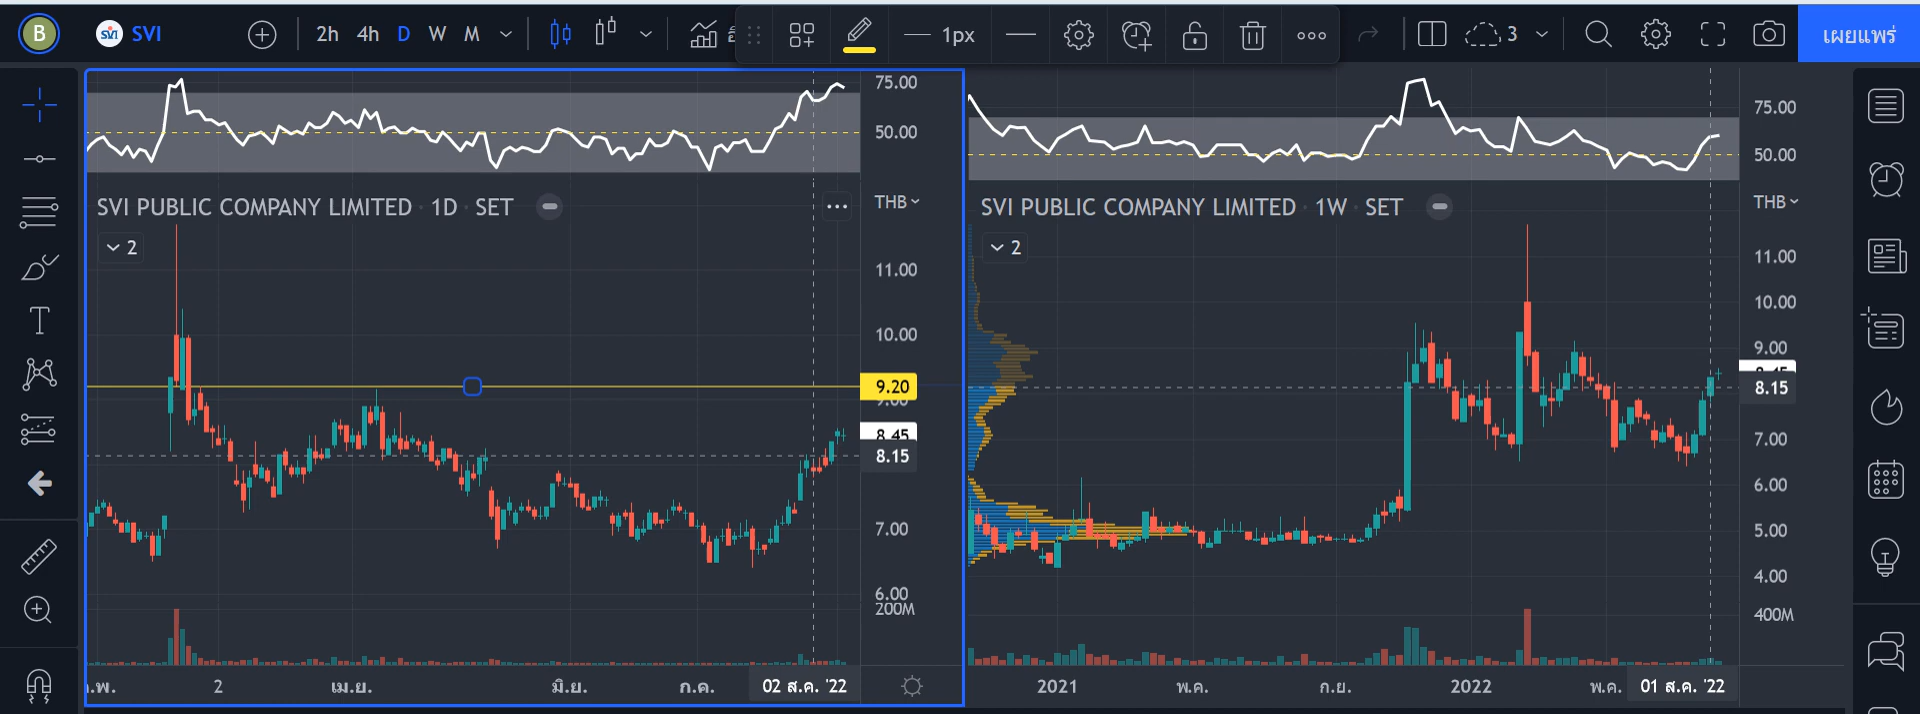 B
SVI
SVI
2h
4h
D
W
M
1px
3
เผยแพร่
75.00
50.00
SVI PUBLIC COMPANY LIMITED · 1D · SET
THB
2
11.00
10.00
9.20
9.00
8.45
8.15
7.00
6.00
200M
2
เม.ย.
มิ.ย.
ก.ค.
02 ส.ค. '22
75.00
50.00
SVI PUBLIC COMPANY LIMITED · 1W · SET
THB
2
11.00
10.00
9.00
8.15
7.00
6.00
5.00
4.00
400M
2021
พ.ค.
ก.ย.
2022
พ.ค.
01 ส.ค. '22
T